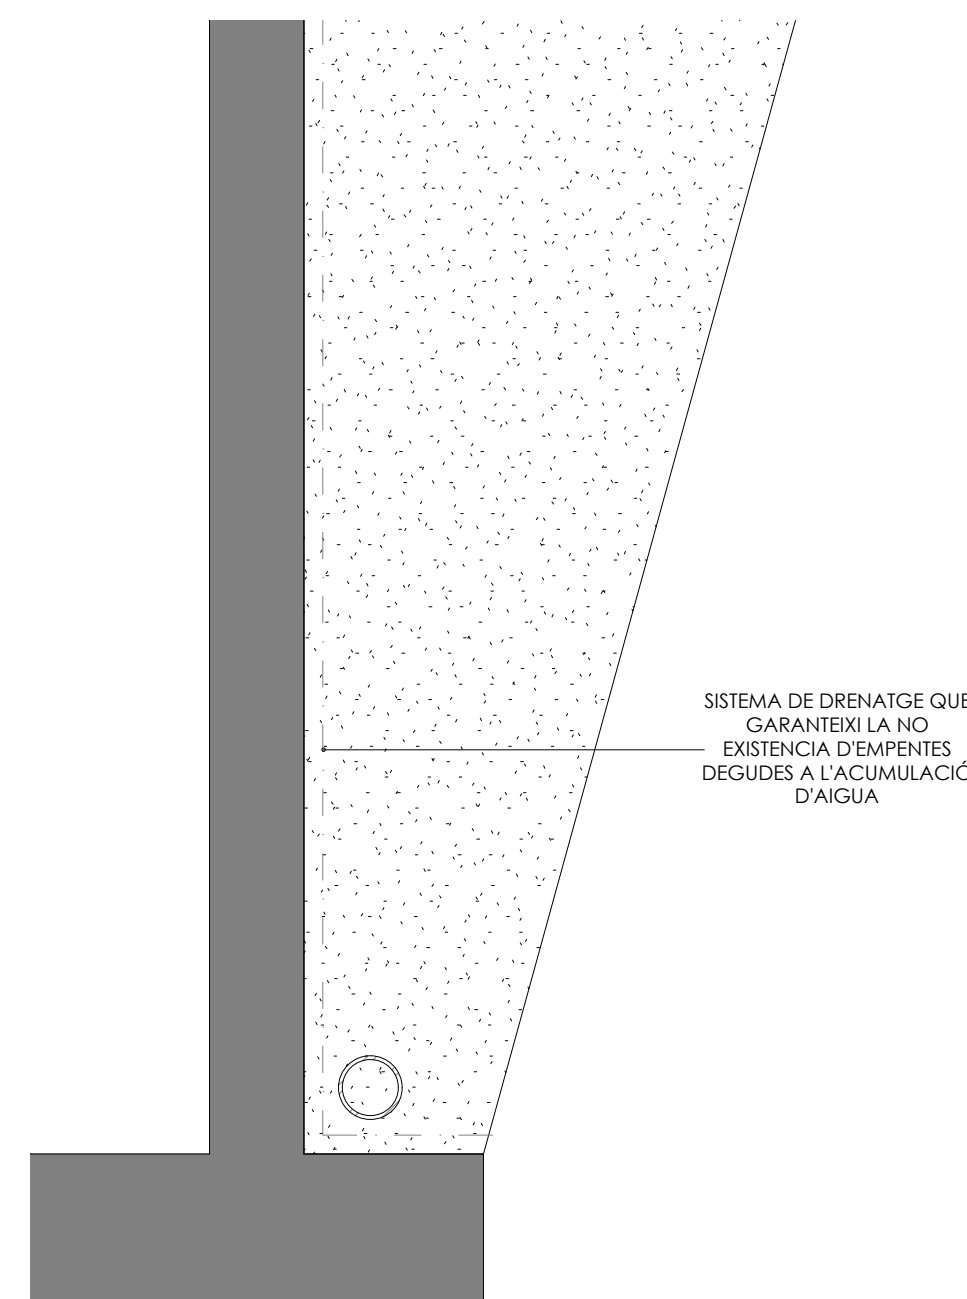 SISTEMA DE DRENATGE QUE
GARANTEIXI LA NO
EXISTENCIA D'EMPENTES
DEGUDES A L'ACUMULACIÓ
D'AIGUA